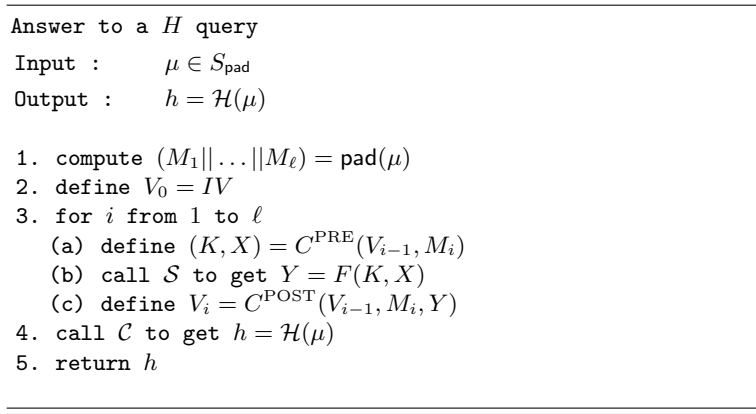 Answer to a H query
Input : μ ∈ S_pad
Output : h = ℋ(μ)
1. compute (M₁||...||M_ℓ) = pad(μ)
2. define V₀ = IV
3. for i from 1 to ℓ
(a) define (K, X) = C^PRE(V_{i−1}, M_i)
(b) call 𝒮 to get Y = F(K, X)
(c) define V_i = C^POST(V_{i−1}, M_i, Y)
4. call 𝒞 to get h = ℋ(μ)
5. return h